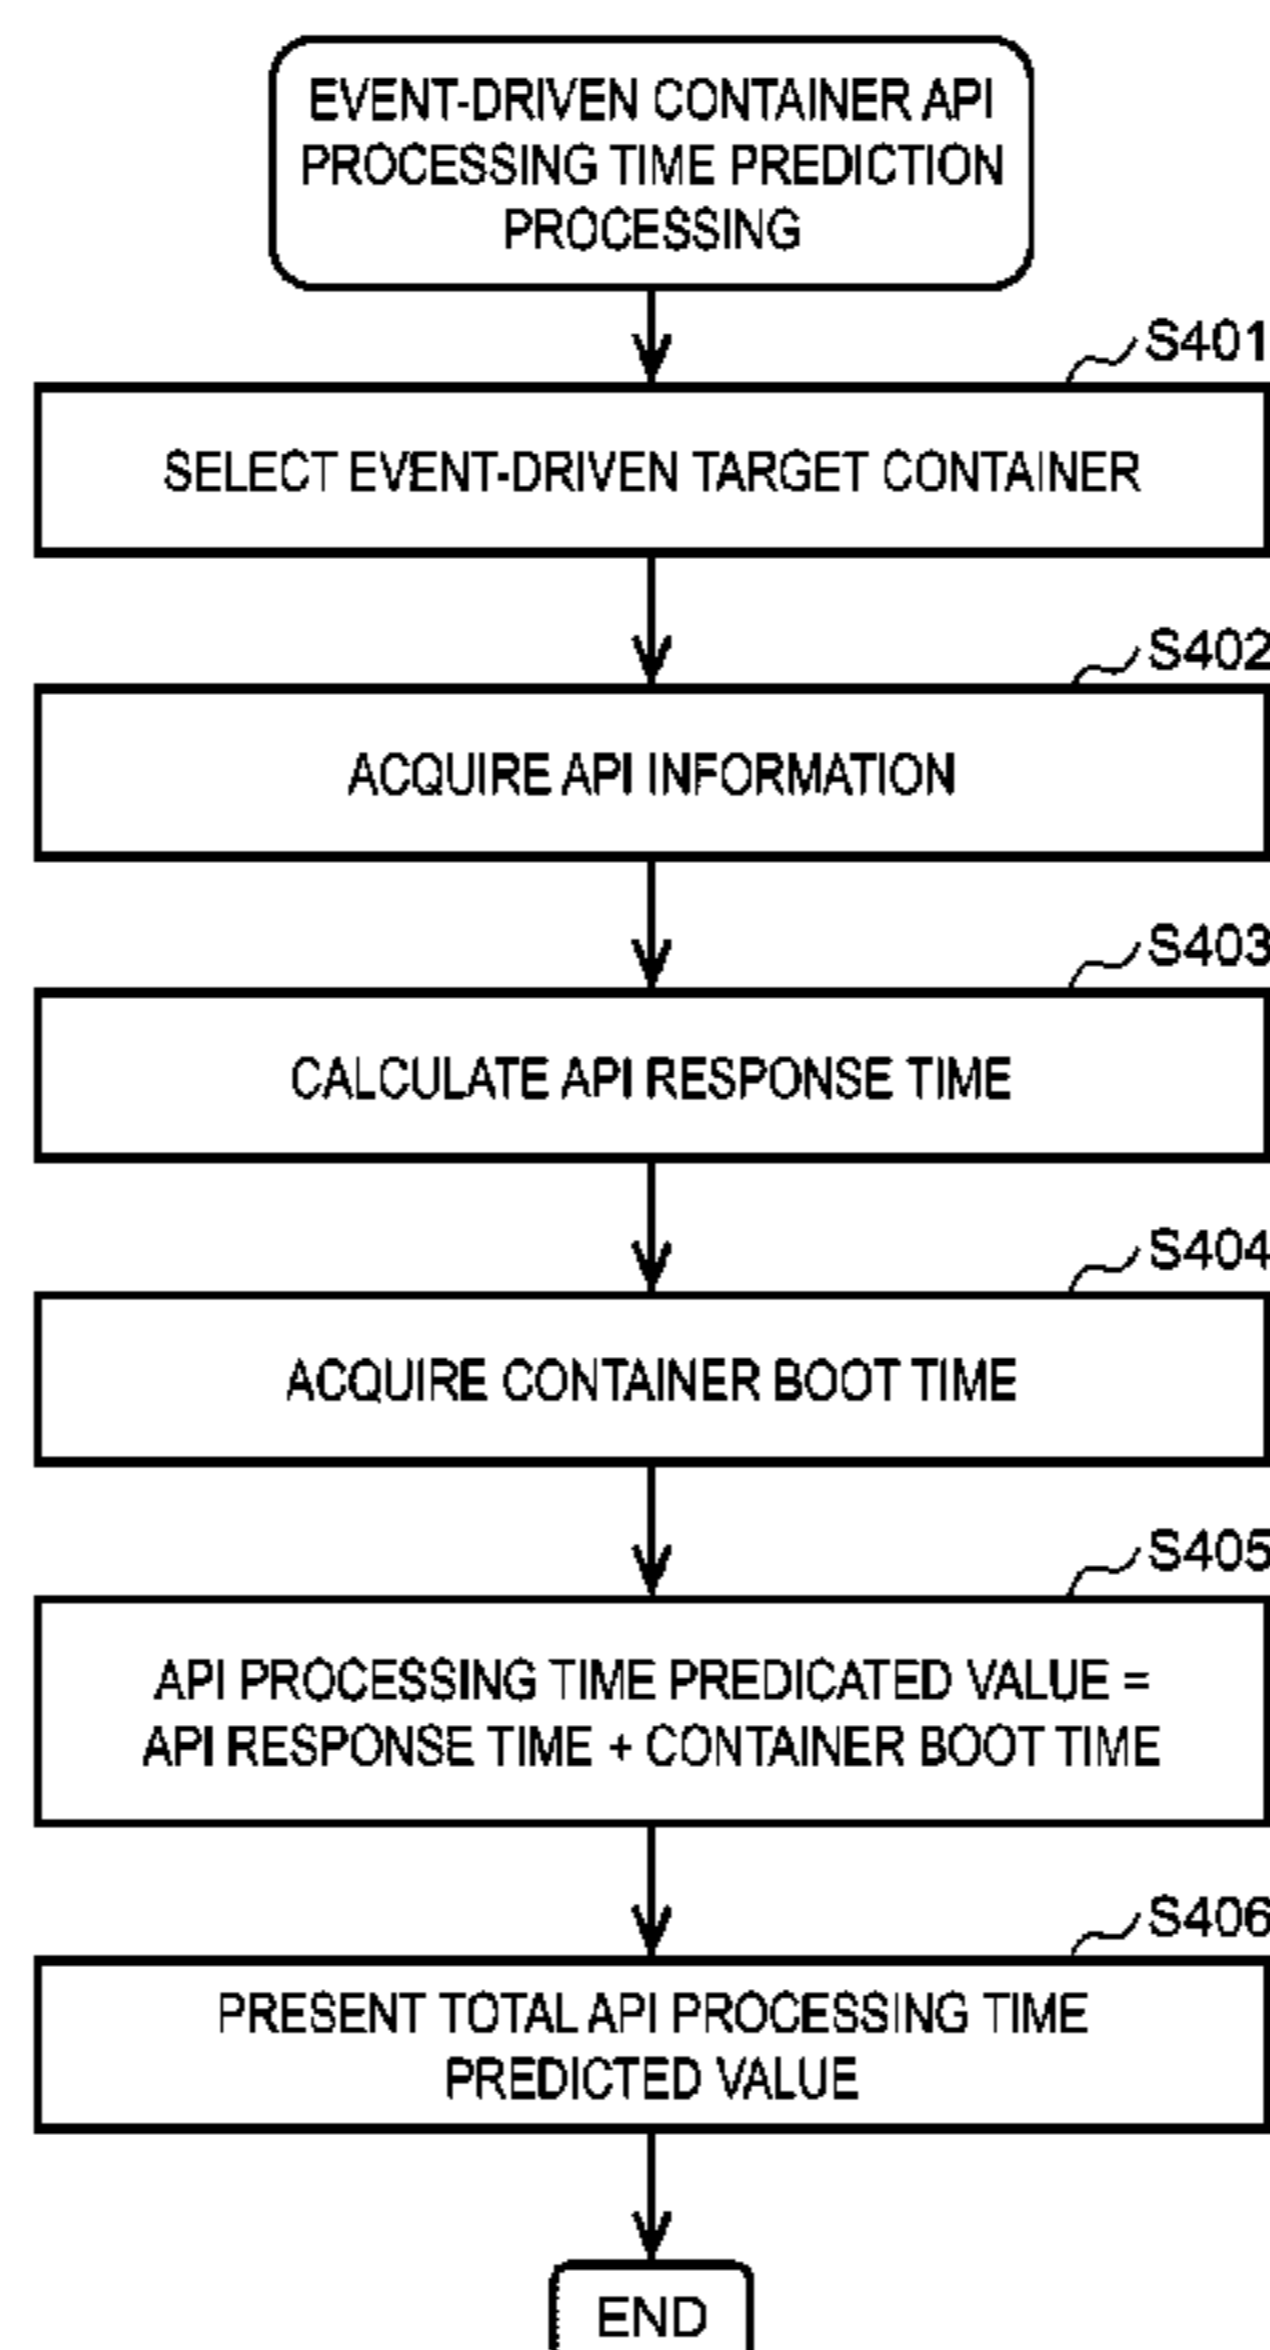 EVENT-DRIVEN CONTAINER API
PROCESSING TIME PREDICTION
PROCESSING
S401
SELECT EVENT-DRIVEN TARGET CONTAINER
S402
ACQUIRE API INFORMATION
S403
CALCULATE API RESPONSE TIME
S404
ACQUIRE CONTAINER BOOT TIME
S405
API PROCESSING TIME PREDICATED VALUE =
API RESPONSE TIME + CONTAINER BOOT TIME
S406
PRESENT TOTAL API PROCESSING TIME
PREDICTED VALUE
END